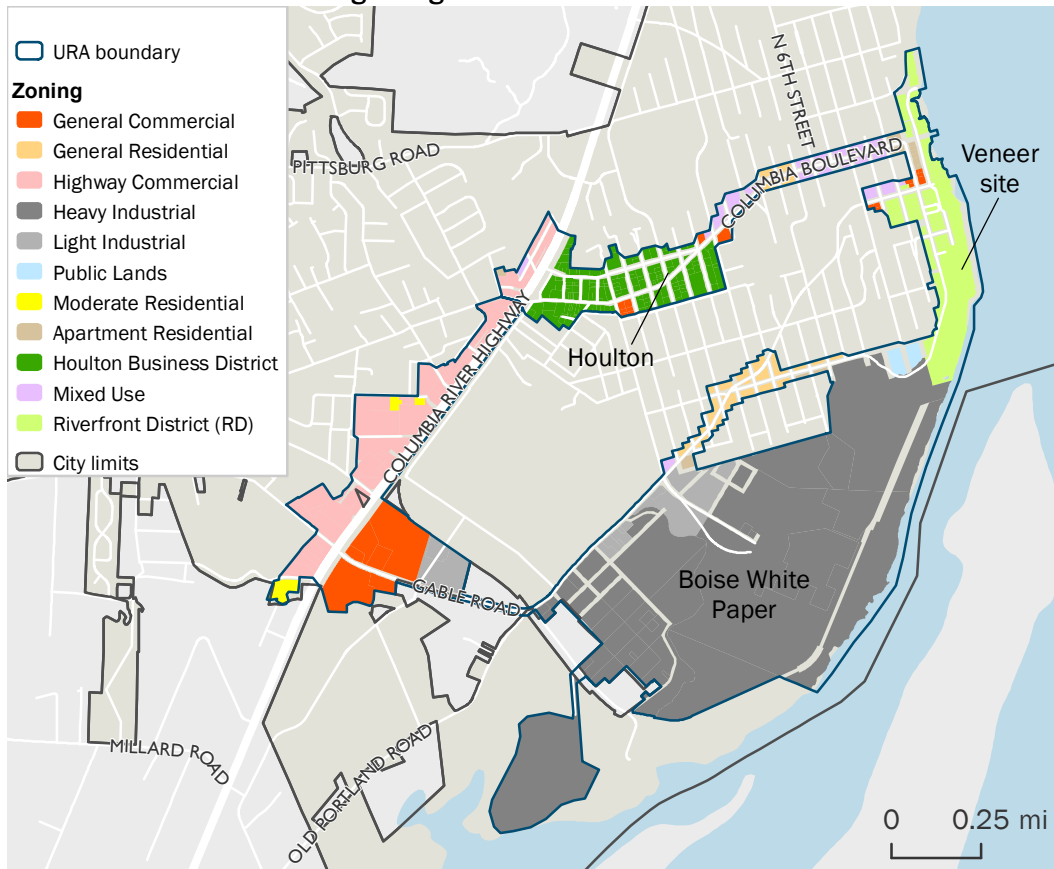 URA boundary
Zoning
General Commercial
General Residential
Highway Commercial
Heavy Industrial
Light Industrial
Public Lands
Moderate Residential
Apartment Residential
Houlton Business District
Mixed Use
Riverfront District (RD)
City limits
PITTSBURG ROAD
N 6TH STREET
COLUMBIA BOULEVARD
Veneer
site
COLUMBIA RIVER HIGHWAY
Houlton
GABLE ROAD
Boise White
Paper
MILLARD ROAD
OLD PORTLAND ROAD
0 0.25 mi